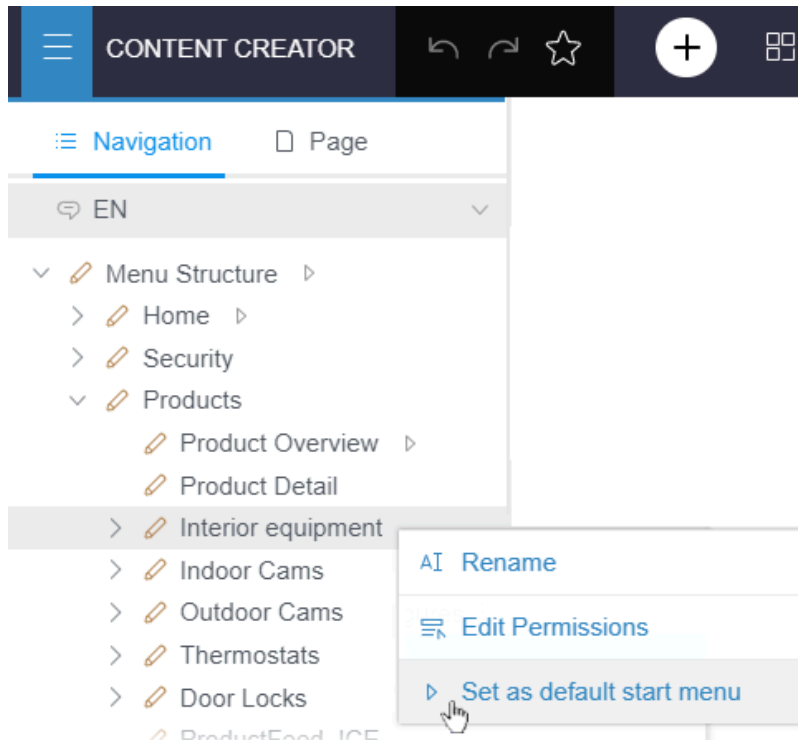 CONTENT CREATOR
Navigation
Page
EN
Menu Structure
Home
Security
Products
Product Overview
Product Detail
Interior equipment
Rename
Indoor Cams
Outdoor Cams
Edit Permissions
Thermostats
Set as default start menu
Door Locks